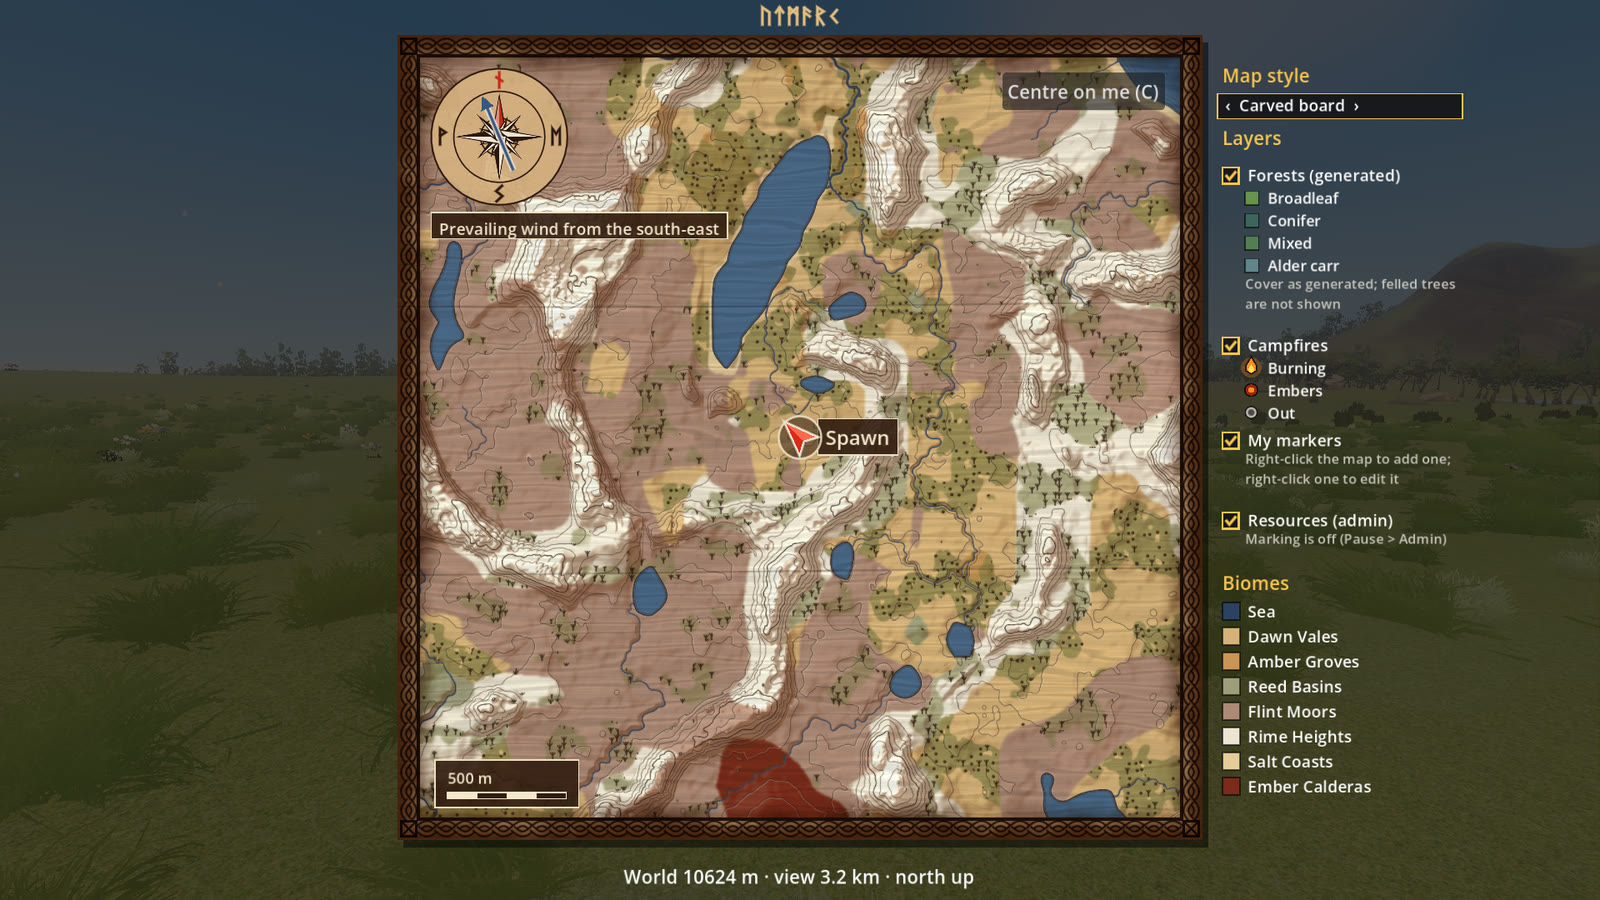 ᚢᛏᛖᚨᚱᚲ
ᚾ
ᚹ
ᛖ
ᛊ
Prevailing wind from the south-east
Centre on me (C)
Spawn
500 m
World 10624 m · view 3.2 km · north up
Map style
‹ Carved board ›
Layers
Forests (generated)
Broadleaf
Conifer
Mixed
Alder carr
Cover as generated; felled trees
are not shown
Campfires
Burning
Embers
Out
My markers
Right-click the map to add one;
right-click one to edit it
Resources (admin)
Marking is off (Pause > Admin)
Biomes
Sea
Dawn Vales
Amber Groves
Reed Basins
Flint Moors
Rime Heights
Salt Coasts
Ember Calderas